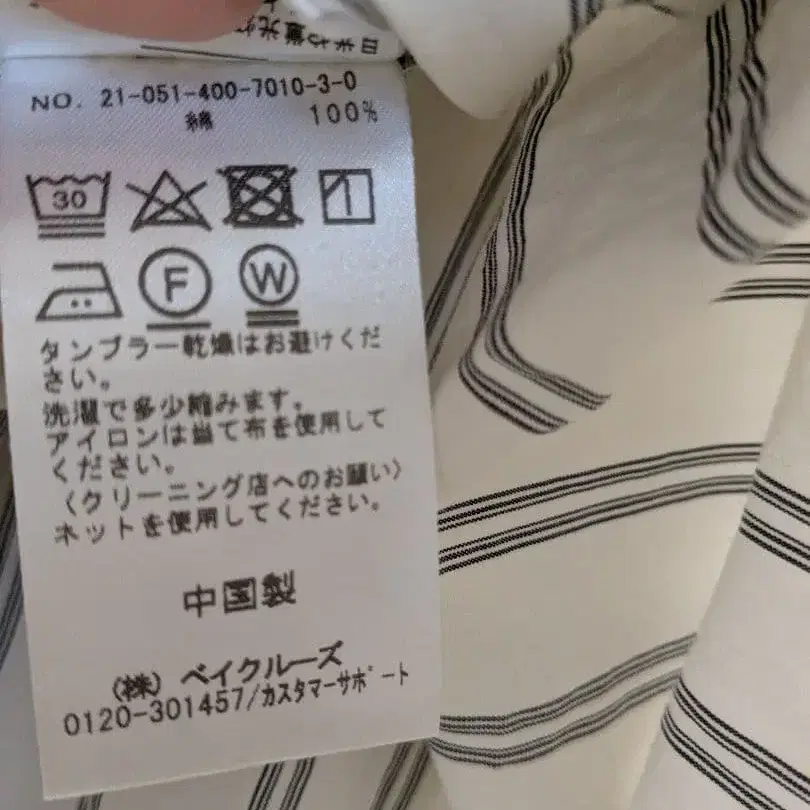 NO. 21-051-400-7010-3-0
綿 100%
30
F W
タンブラー乾燥はお避けくだ
さい。
洗濯で多少縮みます。
アイロンは当て布を使用して
ください。
〈クリーニング店へのお願い〉
ネットを使用してください。
中国製
(株) ベイクルーズ
0120-301457/カスタマーサポート